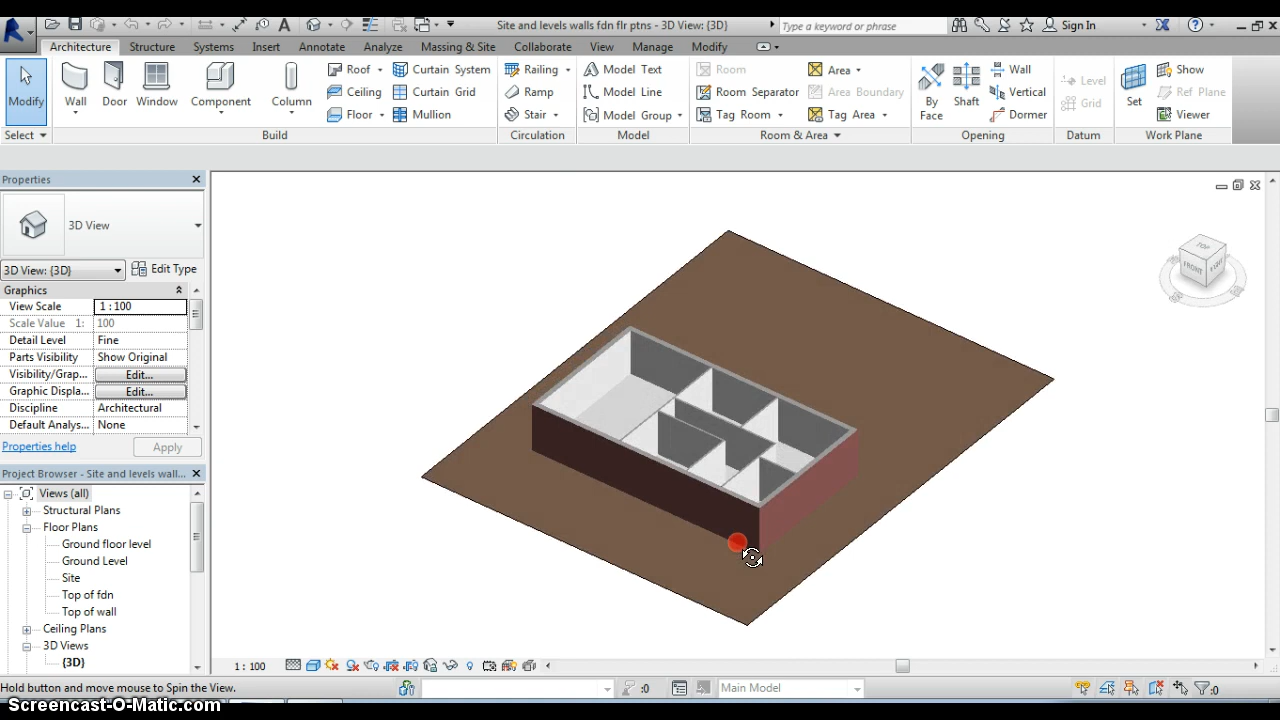 Site and levels walls fdn flr ptns - 3D View: {3D}
Type a keyword or phrase
Sign In
Architecture Structure Systems Insert Annotate Analyze Massing & Site Collaborate View Manage Modify
Modify
Wall
Door
Window
Component
Column
Roof
Ceiling
Floor
Curtain System
Curtain Grid
Mullion
Railing
Ramp
Stair
Model Text
Model Line
Model Group
Room
Room Separator
Tag Room
Area
Area Boundary
Tag Area
By
Face
Shaft
Wall
Vertical
Dormer
Level
Grid
Set
Show
Ref Plane
Viewer
Select Build Circulation Model Room & Area Opening Datum Work Plane
Properties
3D View
3D View: {3D} Edit Type
Graphics
View Scale 1 : 100
Scale Value 1: 100
Detail Level Fine
Parts Visibility Show Original
Visibility/Grap... Edit...
Graphic Displa... Edit...
Discipline Architectural
Default Analys... None
Properties help Apply
Project Browser - Site and levels wall...
Views (all)
Structural Plans
Floor Plans
Ground floor level
Ground Level
Site
Top of fdn
Top of wall
Ceiling Plans
3D Views
{3D}
TOP
FRONT
RIGHT
1 : 100
Hold button and move mouse to Spin the View.
:0
Main Model
:0
Screencast-O-Matic.com